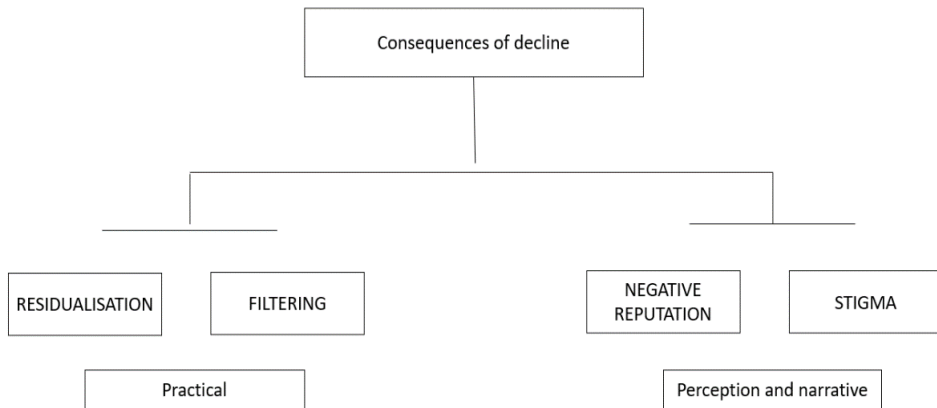 Consequences of decline
RESIDUALISATION
FILTERING
NEGATIVE
REPUTATION
STIGMA
Practical
Perception and narrative